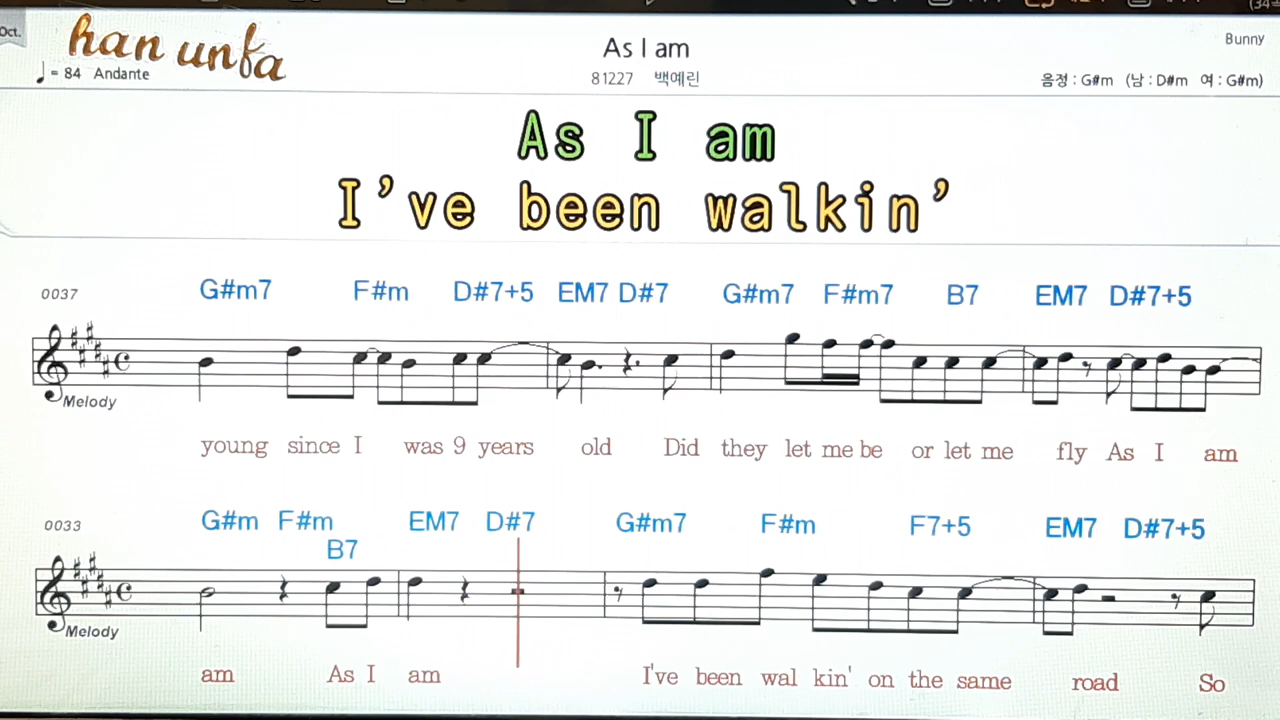 Oct.
han unfa
As I am
Bunny
♩ = 84 Andante
81227 백예린
음정 : G#m (남 : D#m 여 : G#m)
As I am
I've been walkin'
0037 G#m7 F#m D#7+5 EM7 D#7 G#m7 F#m7 B7 EM7 D#7+5
Melody
young since I was 9 years old Did they let me be or let me fly As I am
0033 G#m F#m EM7 D#7 G#m7 F#m F7+5 EM7 D#7+5
B7
Melody
am As I am I've been wal kin' on the same road So